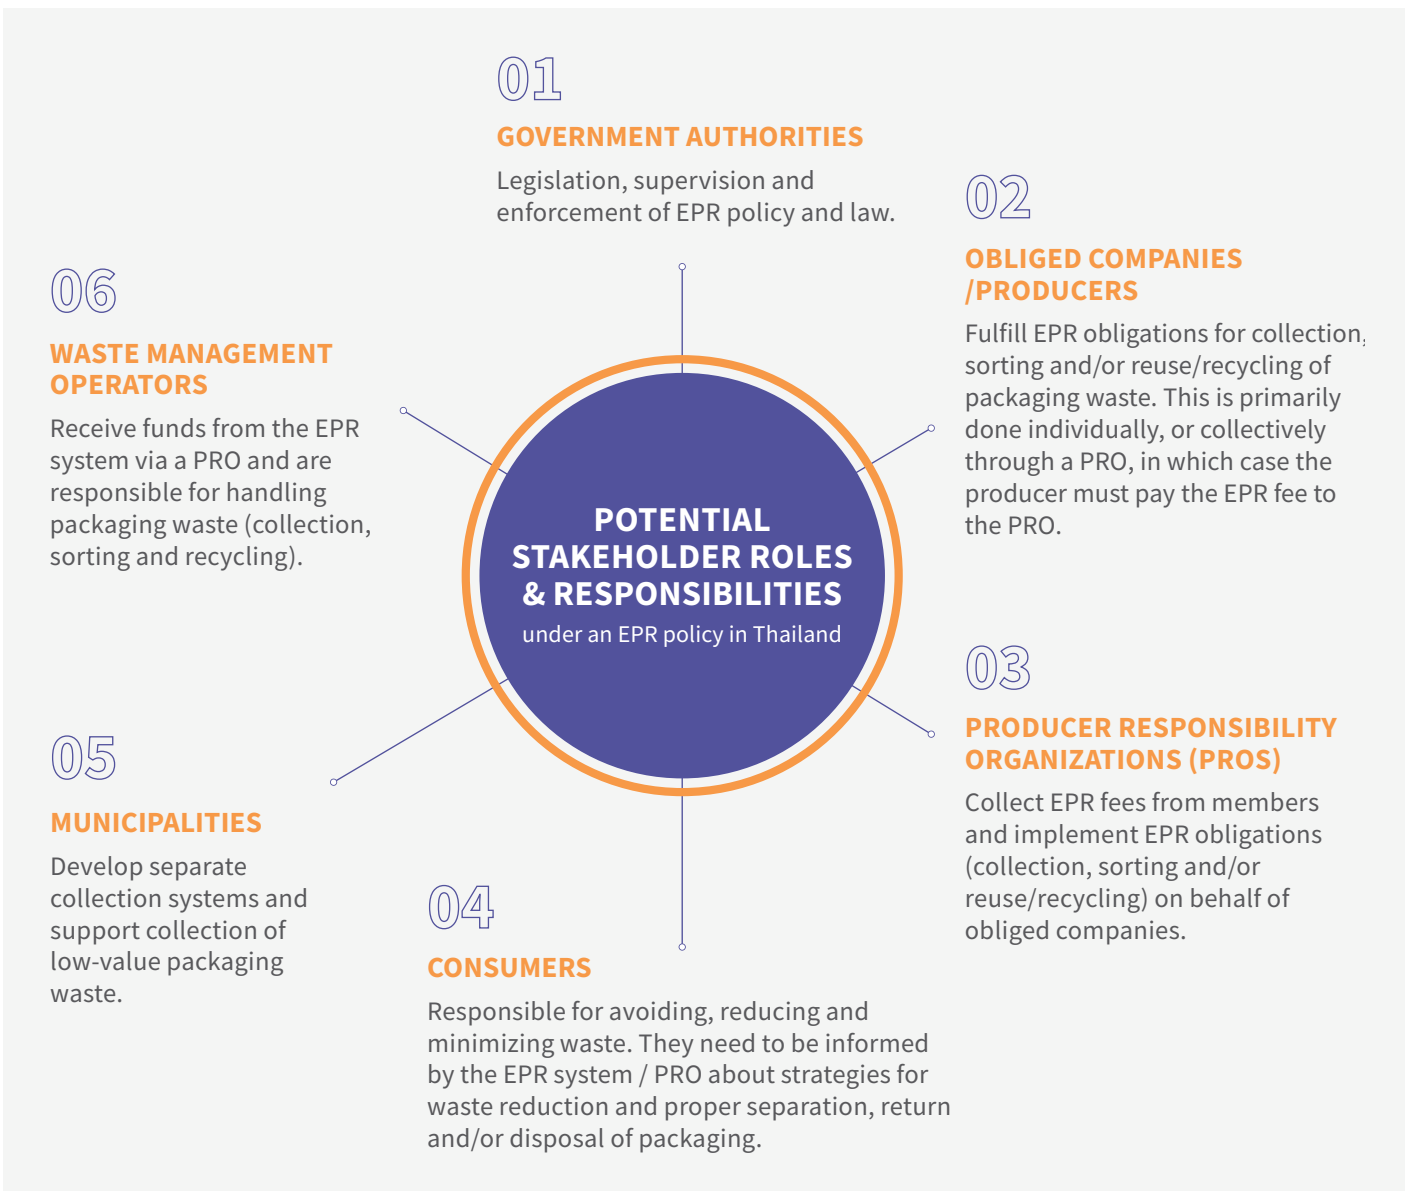 01
GOVERNMENT AUTHORITIES
Legislation, supervision and
enforcement of EPR policy and law.
02
OBLIGED COMPANIES
/PRODUCERS
Fulfill EPR obligations for collection,
sorting and/or reuse/recycling of
packaging waste. This is primarily
done individually, or collectively
through a PRO, in which case the
producer must pay the EPR fee to
the PRO.
03
PRODUCER RESPONSIBILITY
ORGANIZATIONS (PROS)
Collect EPR fees from members
and implement EPR obligations
(collection, sorting and/or
reuse/recycling) on behalf of
obliged companies.
04
CONSUMERS
Responsible for avoiding, reducing and
minimizing waste. They need to be informed
by the EPR system / PRO about strategies for
waste reduction and proper separation, return
and/or disposal of packaging.
05
MUNICIPALITIES
Develop separate
collection systems and
support collection of
low-value packaging
waste.
06
WASTE MANAGEMENT
OPERATORS
Receive funds from the EPR
system via a PRO and are
responsible for handling
packaging waste (collection,
sorting and recycling).
POTENTIAL
STAKEHOLDER ROLES
& RESPONSIBILITIES
under an EPR policy in Thailand